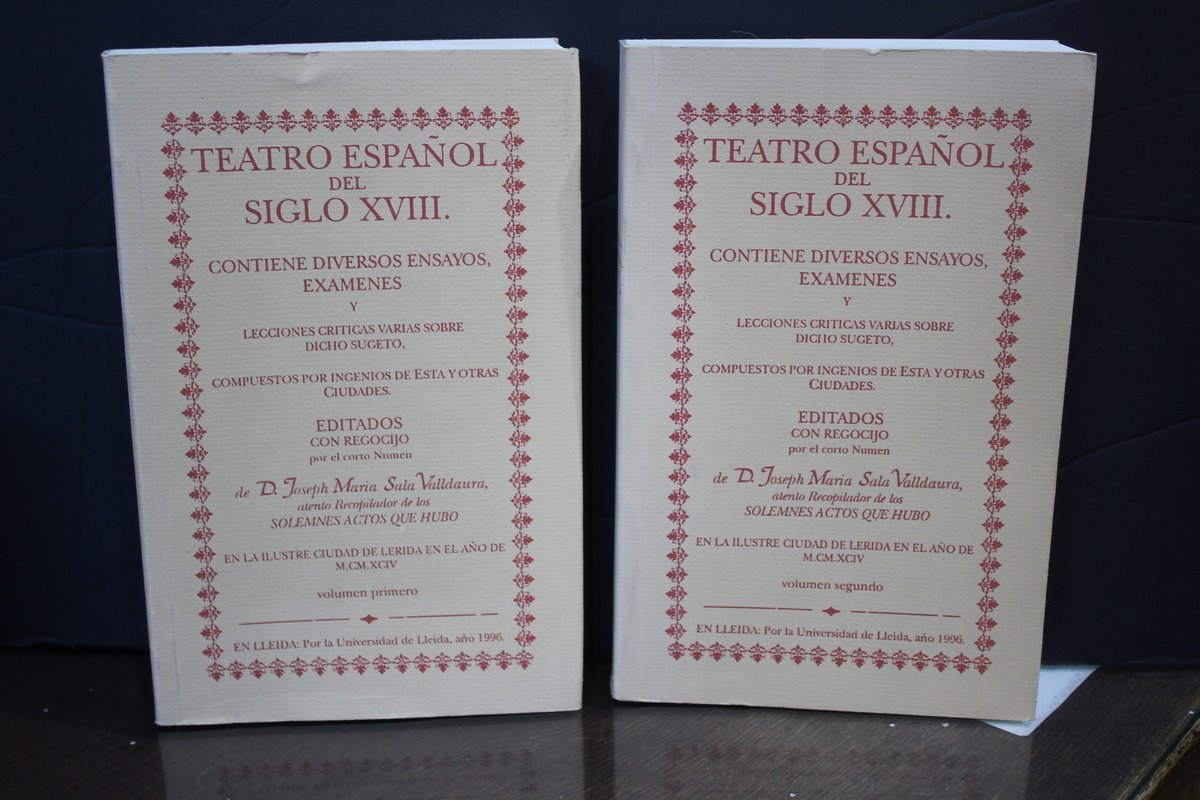 TEATRO ESPAÑOL
DEL
SIGLO XVIII.
CONTIENE DIVERSOS ENSAYOS,
EXAMENES
Y
LECCIONES CRITICAS VARIAS SOBRE
DICHO SUGETO,
COMPUESTOS POR INGENIOS DE ESTA Y OTRAS
CIUDADES.
EDITADOS
CON REGOCIJO
por el corto Numen
de D. Joseph Maria Sala Valldaura,
atento Recopilador de los
SOLEMNES ACTOS QUE HUBO
EN LA ILUSTRE CIUDAD DE LERIDA EN EL AÑO DE
M.CM.XCIV
volumen primero
EN LLEIDA: Por la Universidad de Lleida, año 1996.
TEATRO ESPAÑOL
DEL
SIGLO XVIII.
CONTIENE DIVERSOS ENSAYOS,
EXAMENES
Y
LECCIONES CRITICAS VARIAS SOBRE
DICHO SUGETO,
COMPUESTOS POR INGENIOS DE ESTA Y OTRAS
CIUDADES.
EDITADOS
CON REGOCIJO
por el corto Numen
de D. Joseph Maria Sala Valldaura,
atento Recopilador de los
SOLEMNES ACTOS QUE HUBO
EN LA ILUSTRE CIUDAD DE LERIDA EN EL AÑO DE
M.CM.XCIV
volumen segundo
EN LLEIDA: Por la Universidad de Lleida, año 1996.